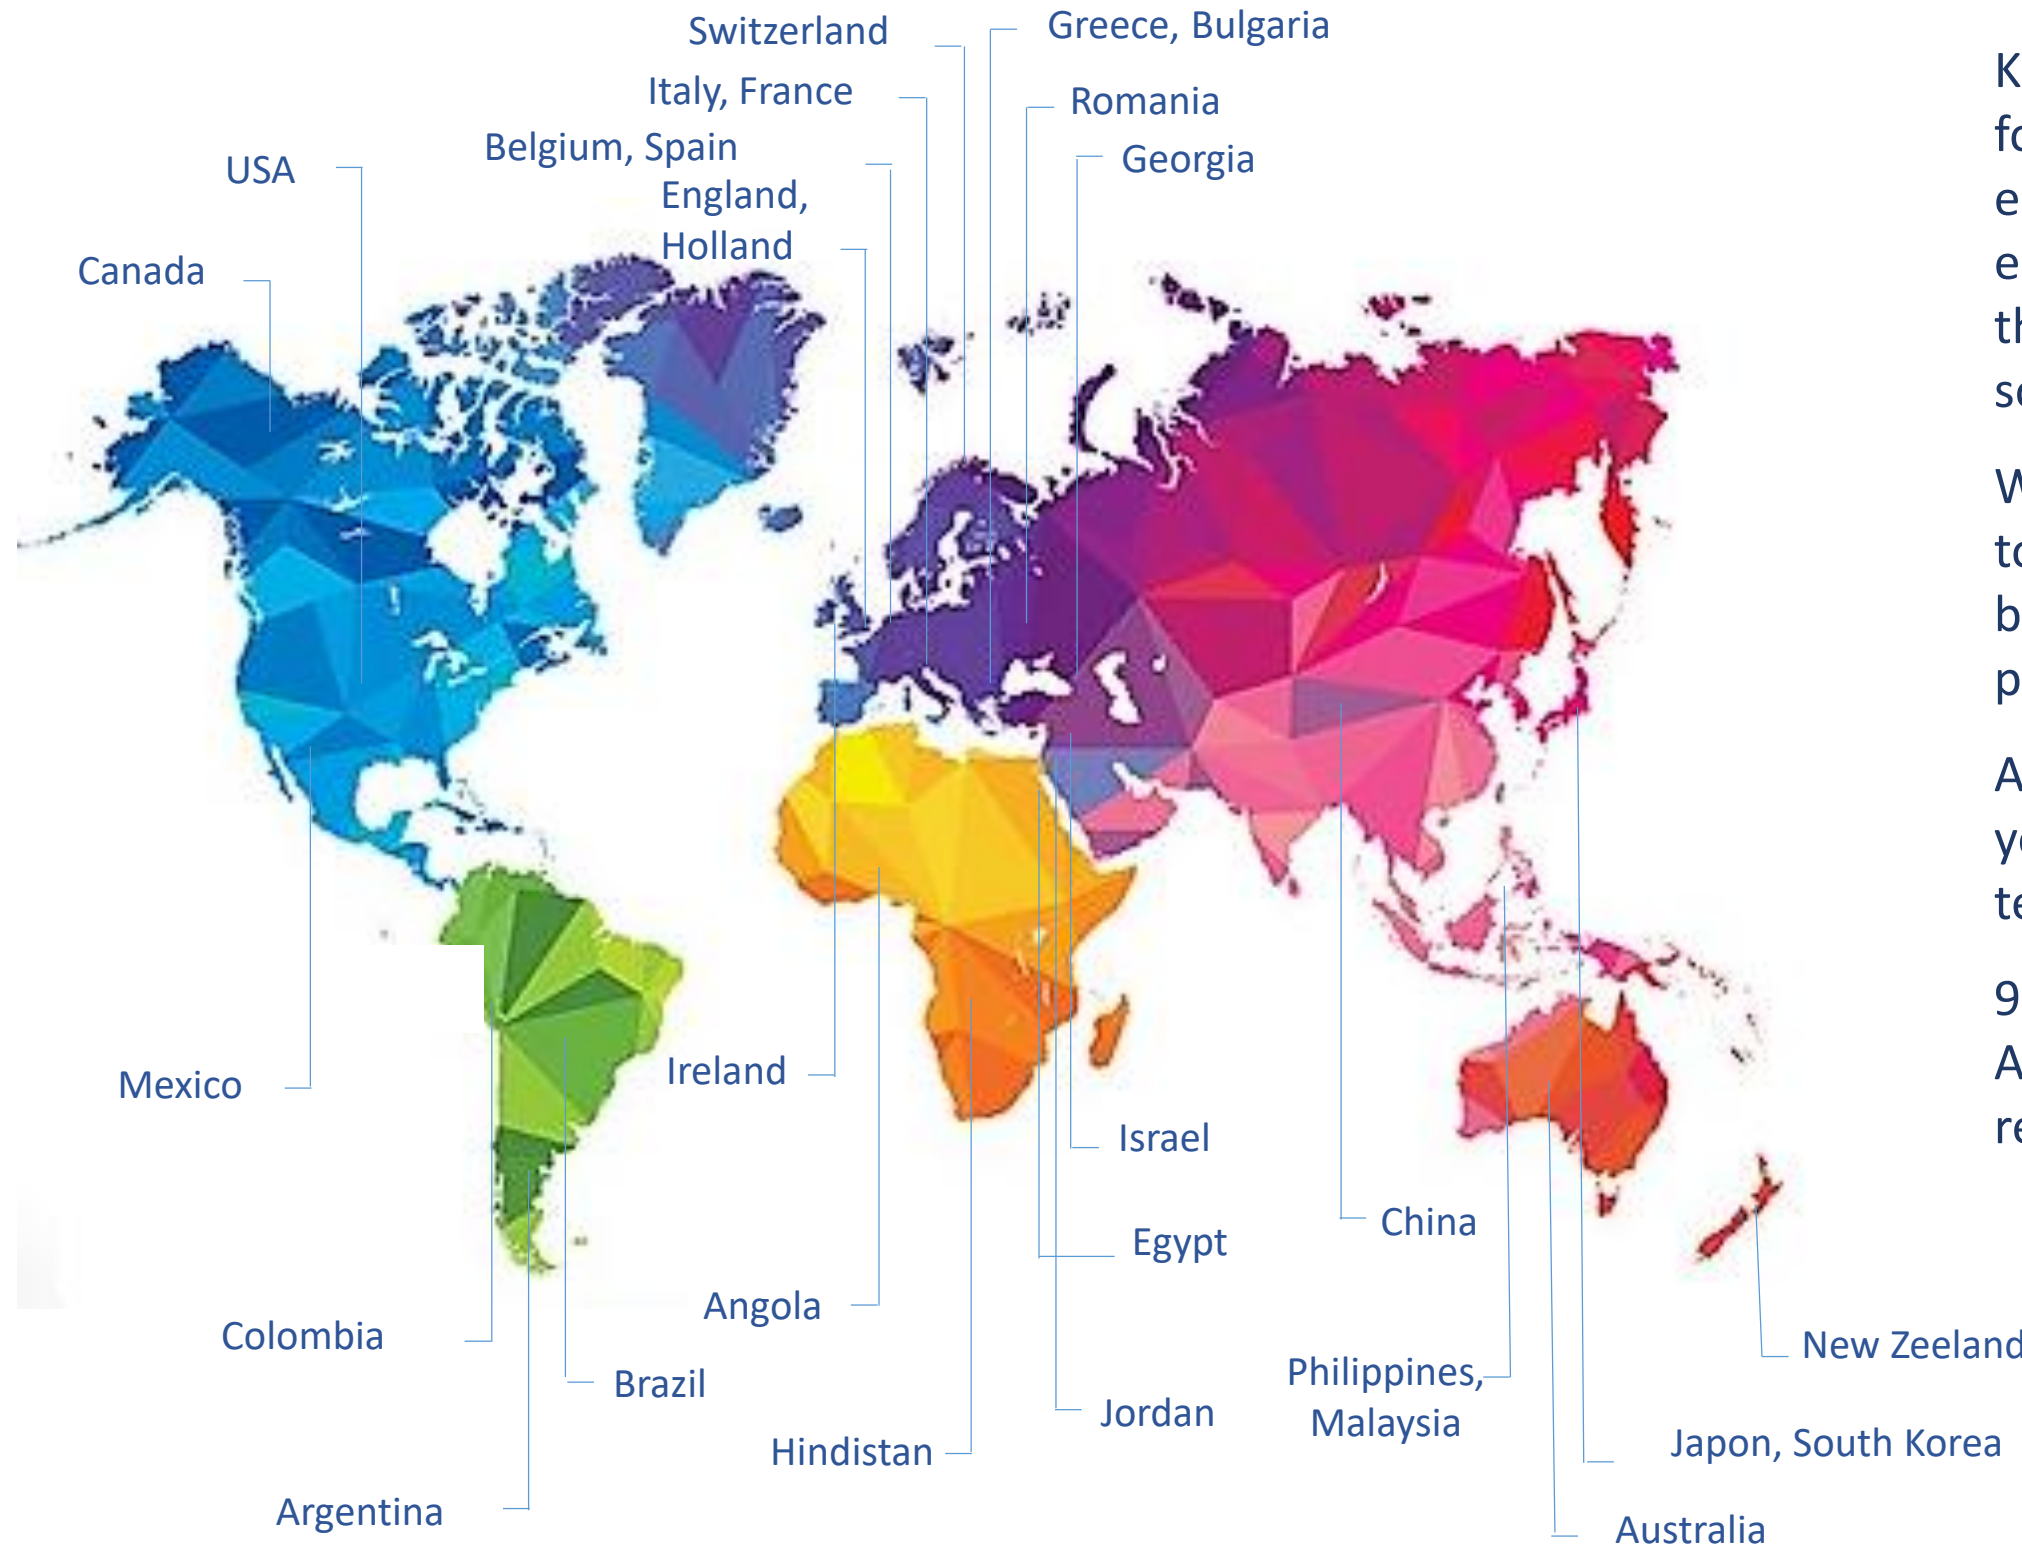 Switzerland
Greece, Bulgaria
Italy, France
Romania
Belgium, Spain
Georgia
USA
England,
Holland
Canada
Mexico
Ireland
Israel
China
Egypt
Angola
Colombia
New Zeeland
Brazil
Philippines,
Malaysia
Jordan
Hindistan
Japon, South Korea
Argentina
Australia